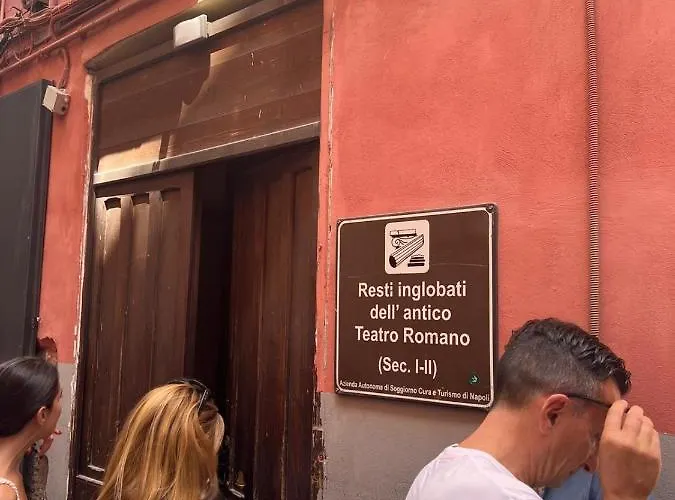 Resti inglobati
dell' antico
Teatro Romano
(Sec. I-II)
Azienda Autonoma di Soggiorno Cura e Turismo di Napoli